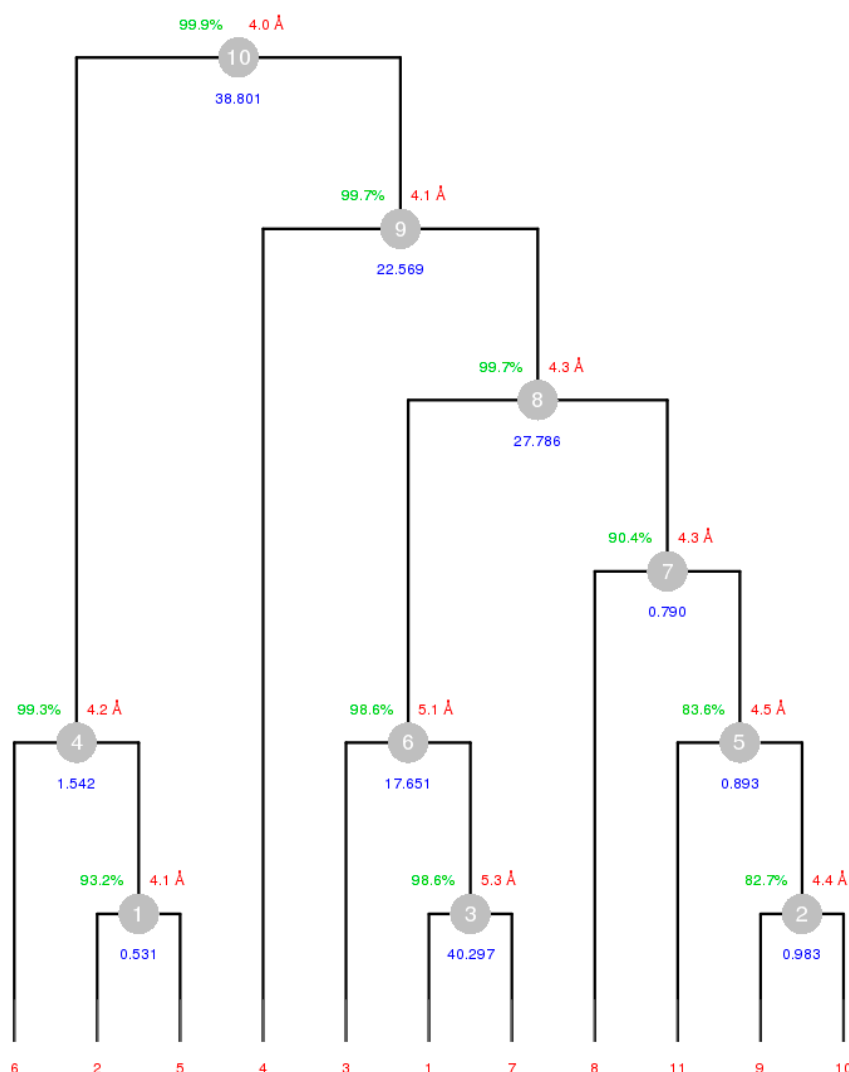 99.9% 4.0 Å
10
38.801
99.7% 4.1 Å
9
22.569
99.7% 4.3 Å
8
27.786
90.4% 4.3 Å
7
0.790
99.3% 4.2 Å 98.6% 5.1 Å 83.6% 4.5 Å
4 6 5
1.542 17.651 0.893
93.2% 4.1 Å 98.6% 5.3 Å 82.7% 4.4 Å
1 3 2
0.531 40.297 0.983
6 2 5 4 3 1 7 8 11 9 10